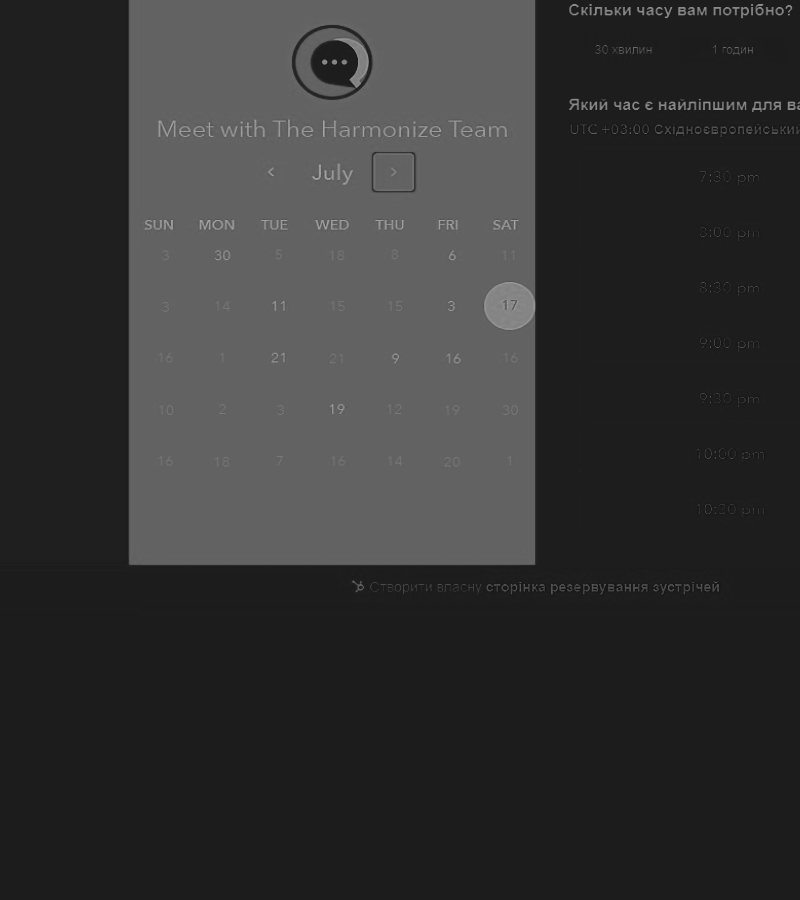 Meet with The Harmonize Team
July
SUN MON TUE WED THU FRI SAT
3 30 5 18 8 6 11
3 14 11 15 15 3 17
16 1 21 21 9 16 16
10 2 3 19 12 19 30
16 18 7 16 14 20 1
Скільки часу вам потрібно?
30 хвилин 1 годин
Який час є найліпшим для
UTC +03:00 Східноєвропейський
7:30 pm
8:00 pm
8:30 pm
9:00 pm
9:30 pm
10:00 pm
10:30 pm
Створити власну сторінка резервування зустрічей